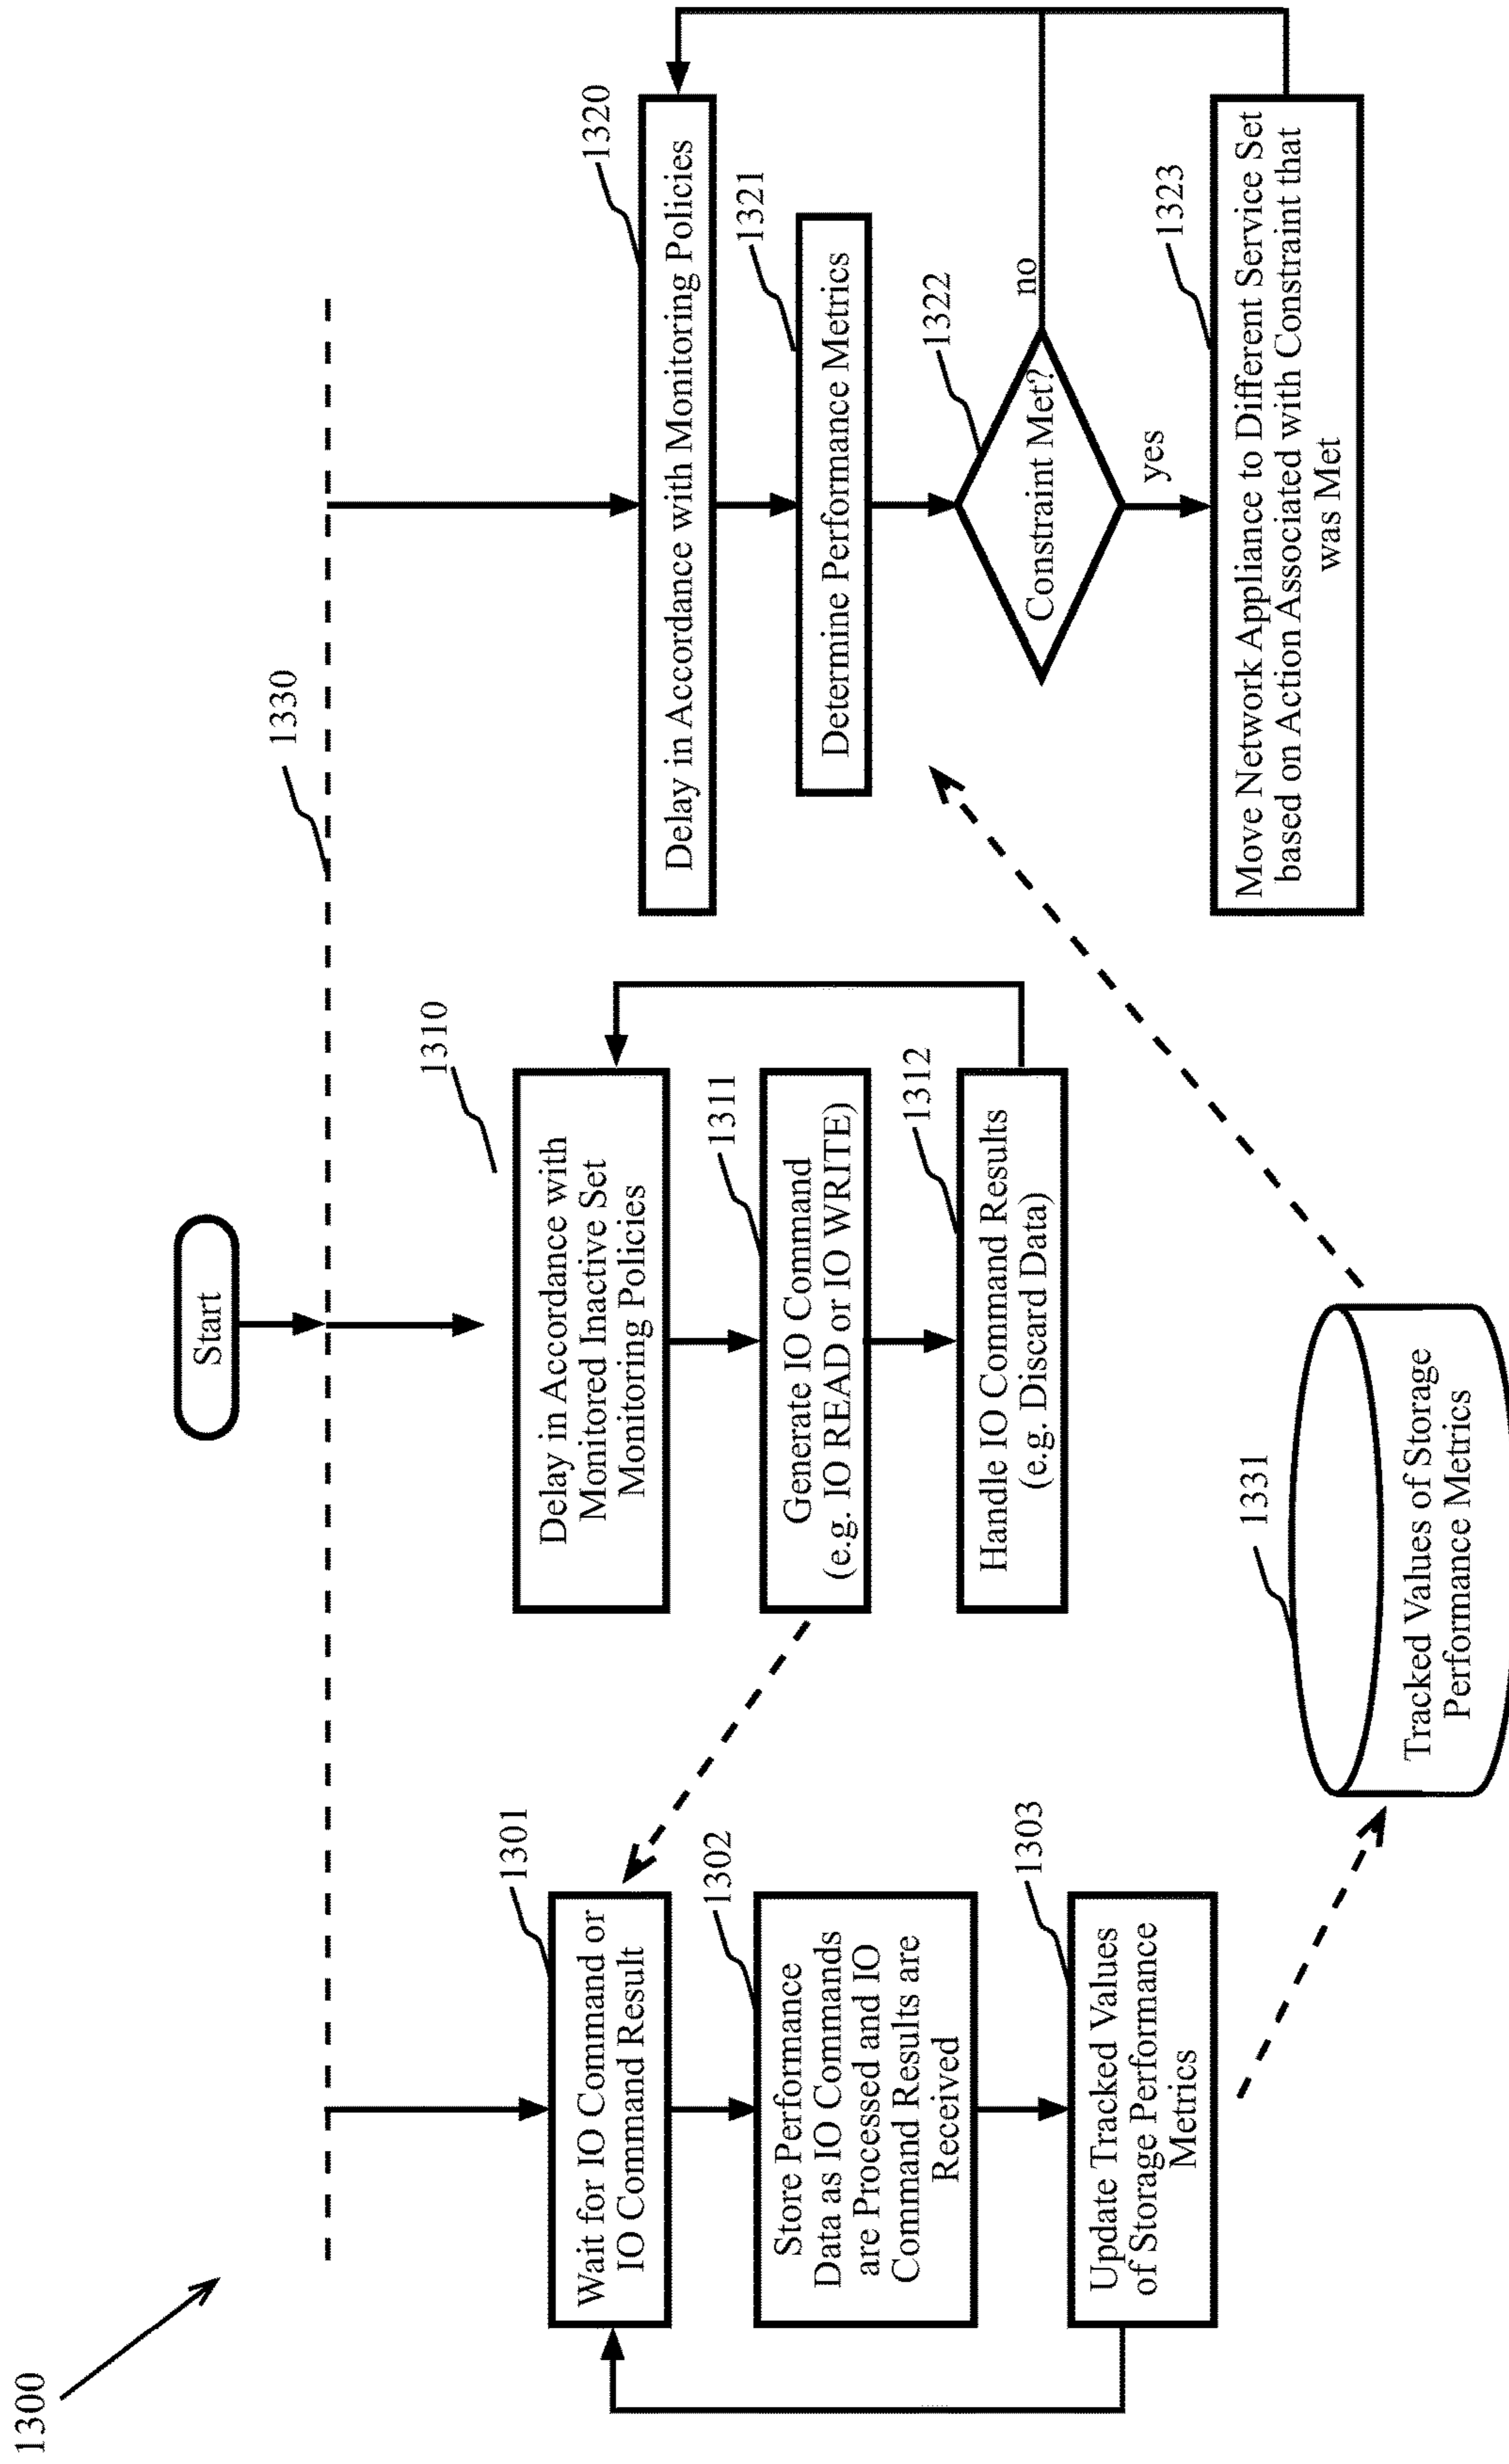 1300
Start
1330
1301
Wait for IO Command or
IO Command Result
1302
Store Performance
Data as IO Commands
are Processed and IO
Command Results are
Received
1303
Update Tracked Values
of Storage Performance
Metrics
1310
Delay in Accordance with
Monitored Inactive Set
Monitoring Policies
1311
Generate IO Command
(e.g. IO READ or IO WRITE)
1312
Handle IO Command Results
(e.g. Discard Data)
1331
Tracked Values of Storage
Performance Metrics
1320
Delay in Accordance with Monitoring Policies
1321
Determine Performance Metrics
1322
Constraint Met?
no
yes
1323
Move Network Appliance to Different Service Set
based on Action Associated with Constraint that
was Met